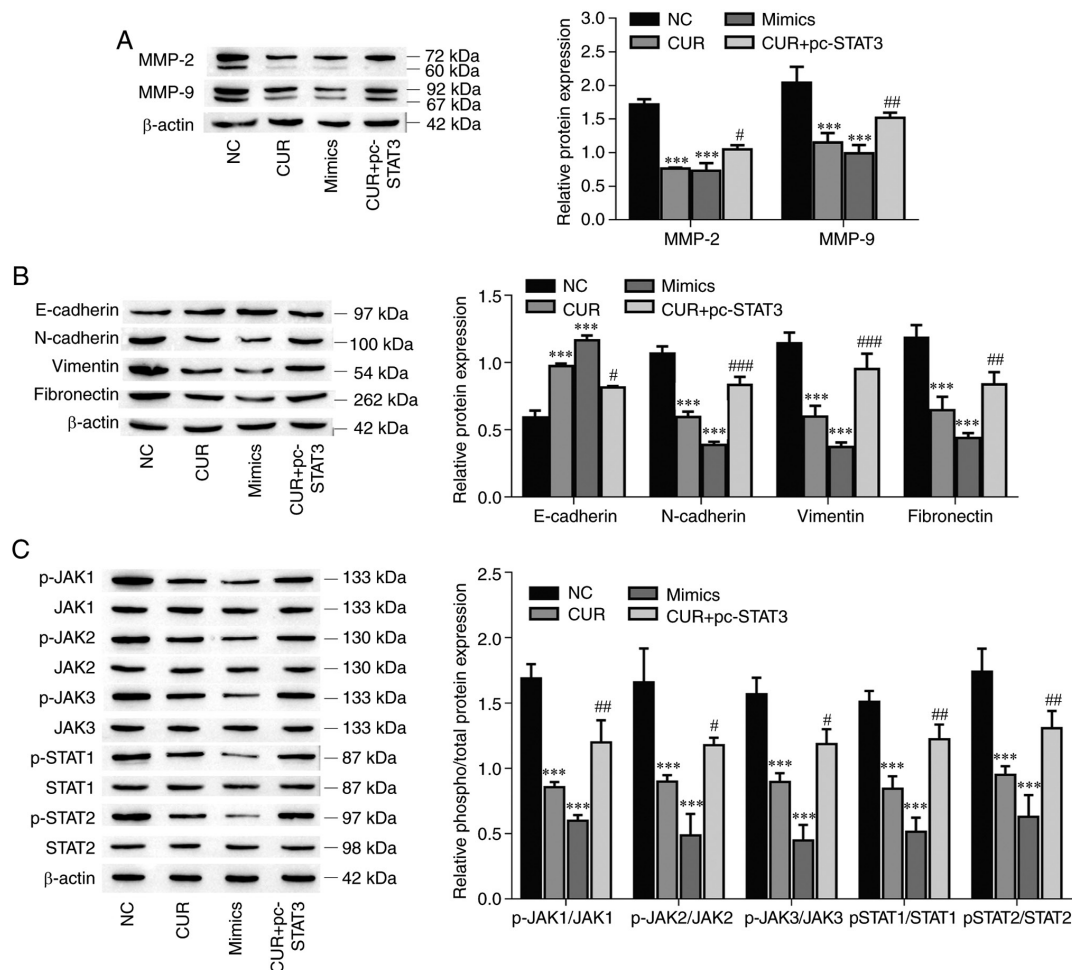 A
MMP-2
72 kDa
60 kDa
MMP-9
92 kDa
67 kDa
β-actin
42 kDa
NC
CUR
Mimics
CUR+pc-
STAT3
Relative protein expression
3.0
2.5
2.0
1.5
1.0
0.5
0.0
NC
Mimics
CUR
CUR+pc-STAT3
*** *** #
*** *** ##
MMP-2
MMP-9
B
E-cadherin
97 kDa
N-cadherin
100 kDa
Vimentin
54 kDa
Fibronectin
262 kDa
β-actin
42 kDa
NC
CUR
Mimics
CUR+pc-
STAT3
Relative protein expression
1.5
1.0
0.5
0.0
NC
Mimics
CUR
CUR+pc-STAT3
*** *** #
*** *** ###
*** *** ###
*** *** ##
E-cadherin
N-cadherin
Vimentin
Fibronectin
C
p-JAK1
133 kDa
JAK1
133 kDa
p-JAK2
130 kDa
JAK2
130 kDa
p-JAK3
133 kDa
JAK3
133 kDa
p-STAT1
87 kDa
STAT1
87 kDa
p-STAT2
97 kDa
STAT2
98 kDa
β-actin
42 kDa
NC
CUR
Mimics
CUR+pc-
STAT3
Relative phospho/total protein expression
2.5
2.0
1.5
1.0
0.5
0.0
NC
Mimics
CUR
CUR+pc-STAT3
*** *** ##
*** *** #
*** *** #
*** *** ##
*** *** ##
p-JAK1/JAK1
p-JAK2/JAK2
p-JAK3/JAK3
pSTAT1/STAT1
pSTAT2/STAT2